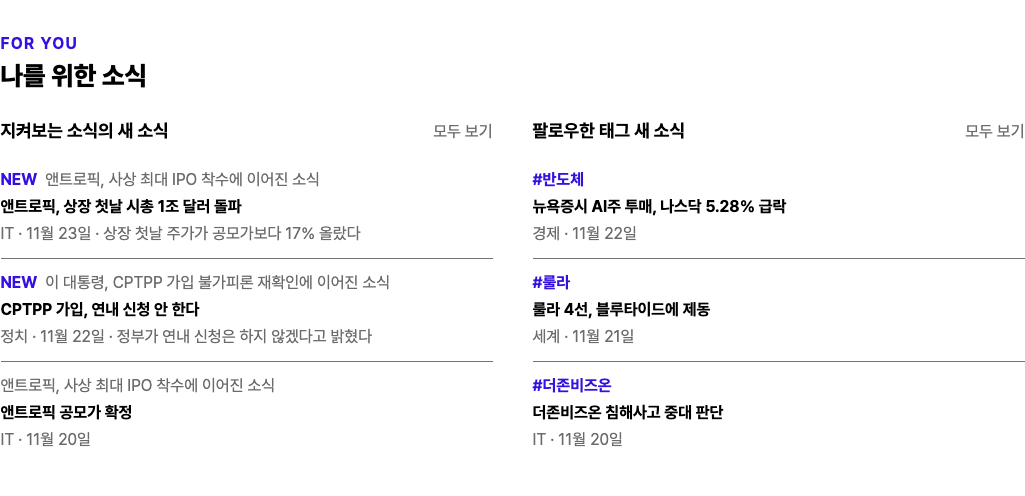 FOR YOU
나를 위한 소식
지켜보는 소식의 새 소식
모두 보기
NEW 앤트로픽, 사상 최대 IPO 착수에 이어진 소식
앤트로픽, 상장 첫날 시총 1조 달러 돌파
IT · 11월 23일 · 상장 첫날 주가가 공모가보다 17% 올랐다
NEW 이 대통령, CPTPP 가입 불가피론 재확인에 이어진 소식
CPTPP 가입, 연내 신청 안 한다
정치 · 11월 22일 · 정부가 연내 신청은 하지 않겠다고 밝혔다
앤트로픽, 사상 최대 IPO 착수에 이어진 소식
앤트로픽 공모가 확정
IT · 11월 20일
팔로우한 태그 새 소식
모두 보기
#반도체
뉴욕증시 AI주 투매, 나스닥 5.28% 급락
경제 · 11월 22일
#룰라
룰라 4선, 블루타이드에 제동
세계 · 11월 21일
#더존비즈온
더존비즈온 침해사고 중대 판단
IT · 11월 20일